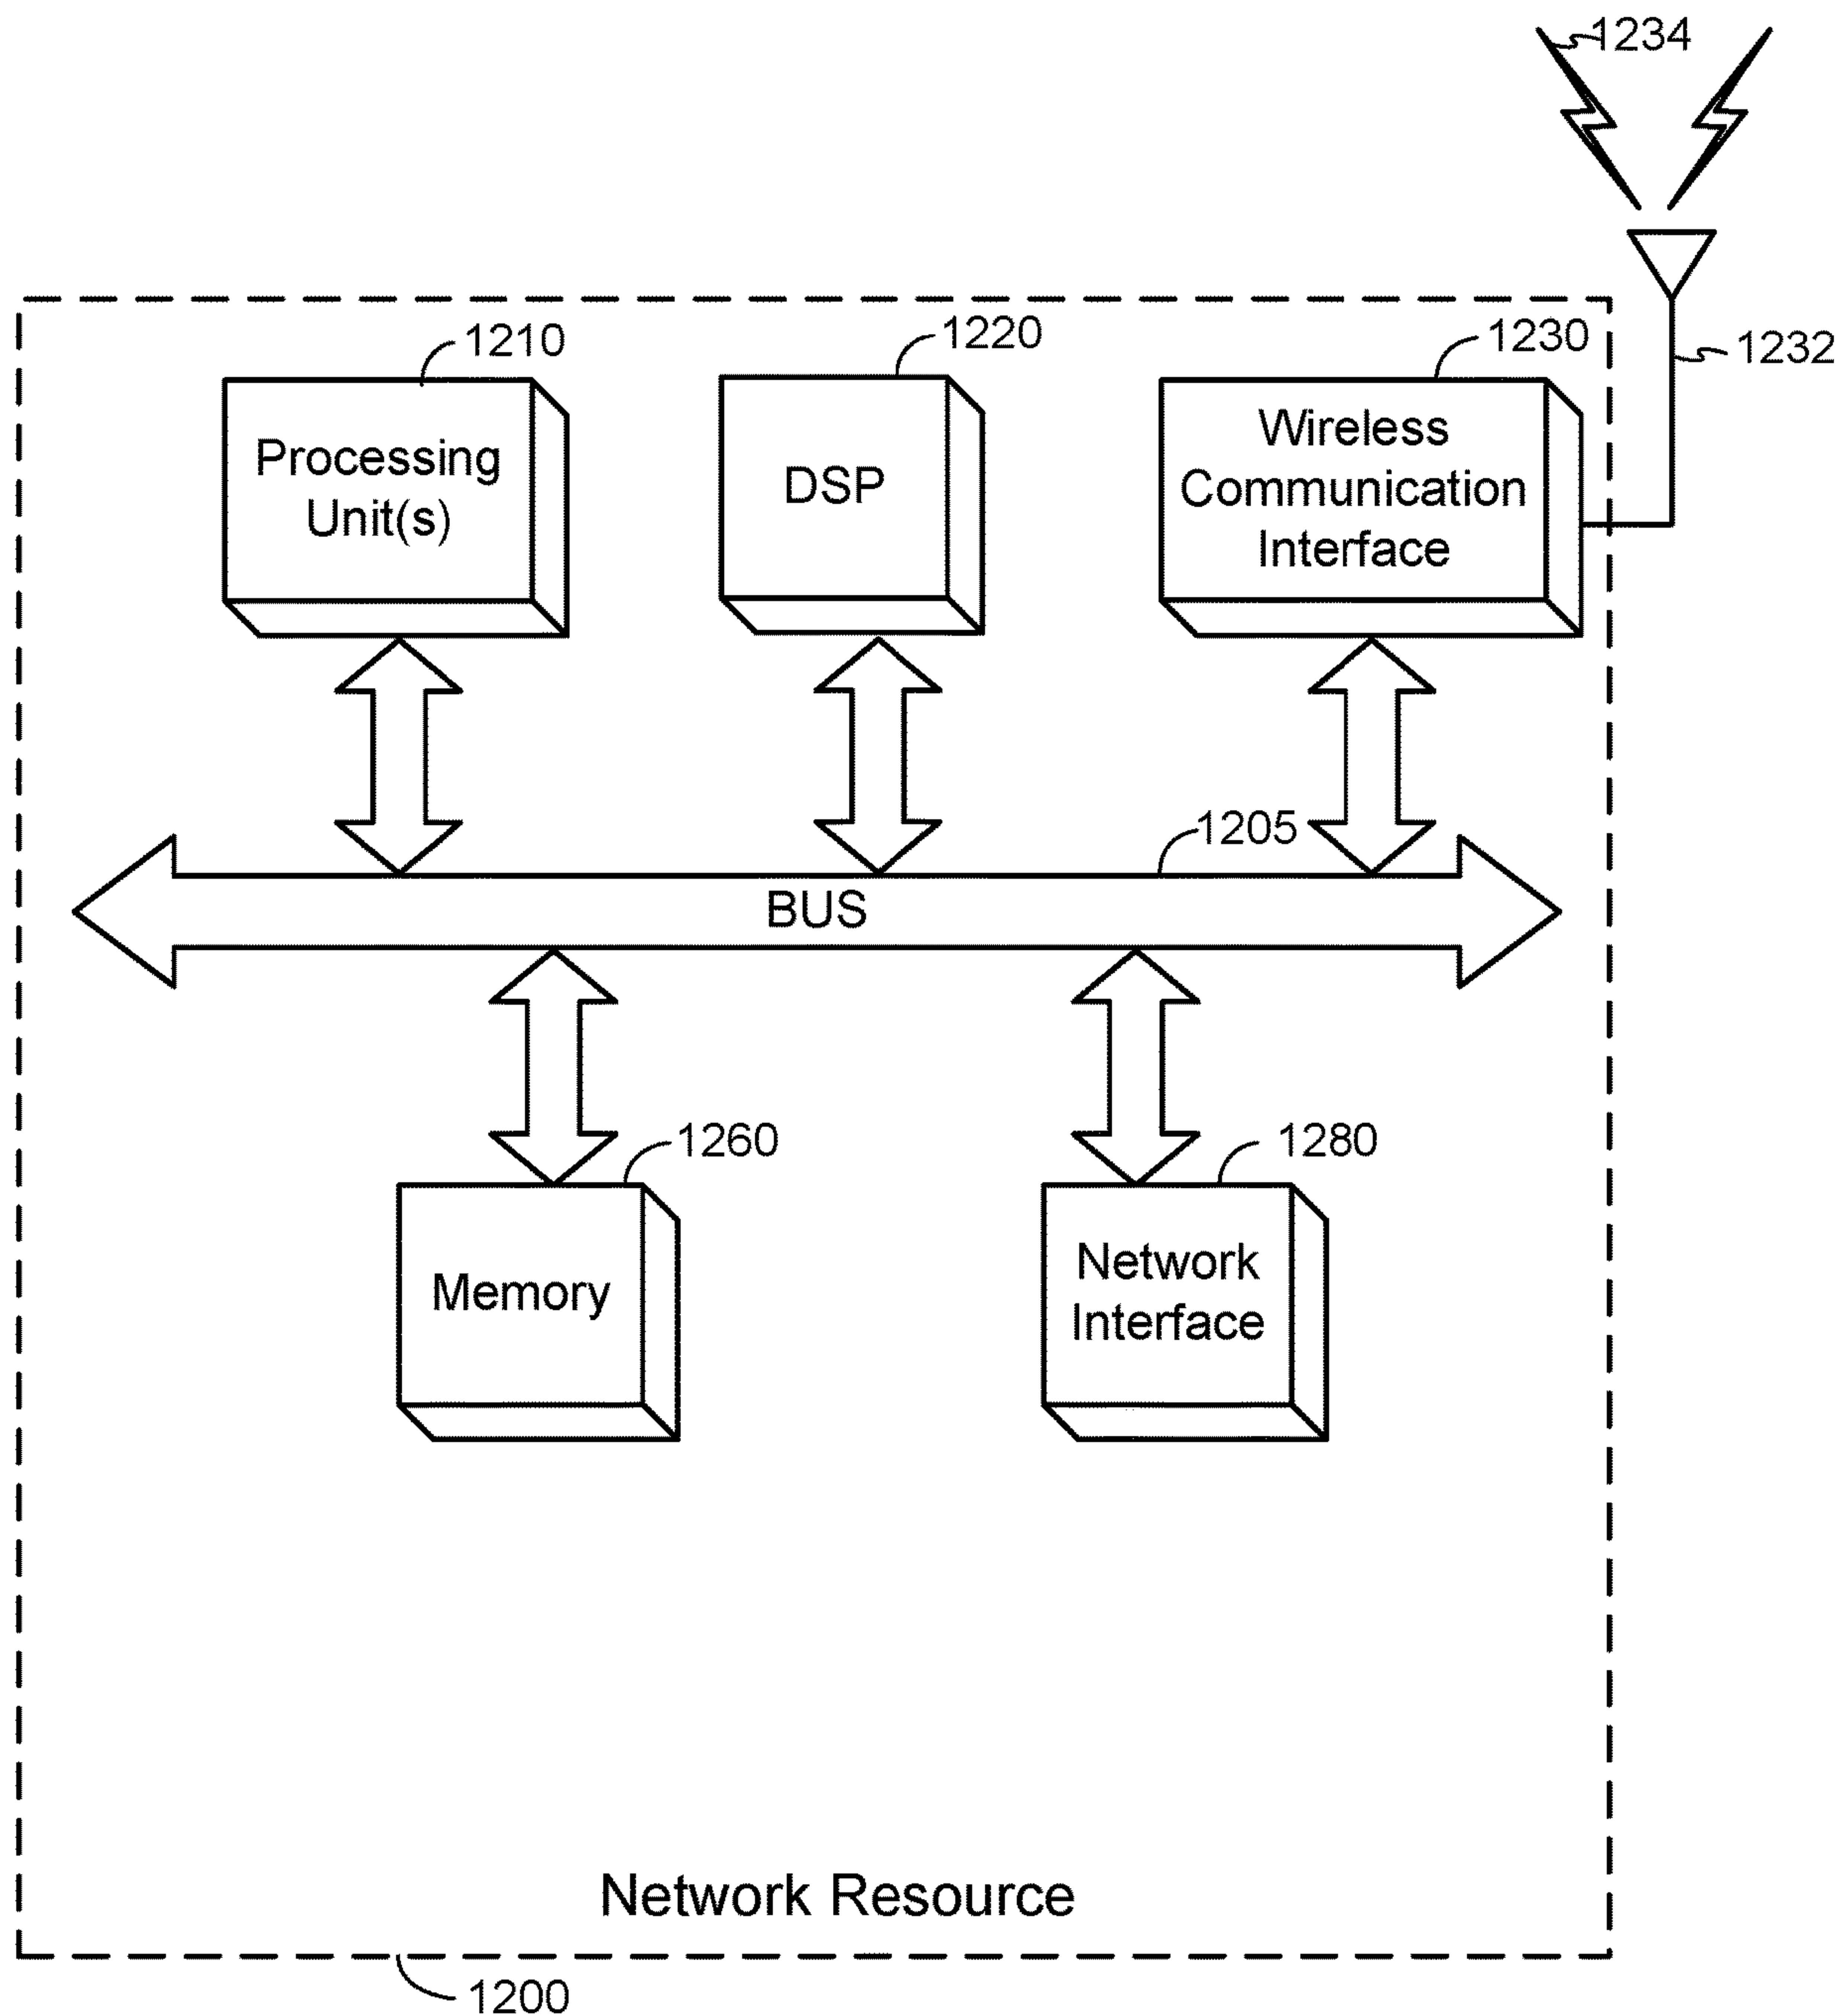 1234
1210
1220
1230
1232
Processing
Unit(s)
DSP
Wireless
Communication
Interface
1205
BUS
1260
1280
Memory
Network
Interface
Network Resource
1200